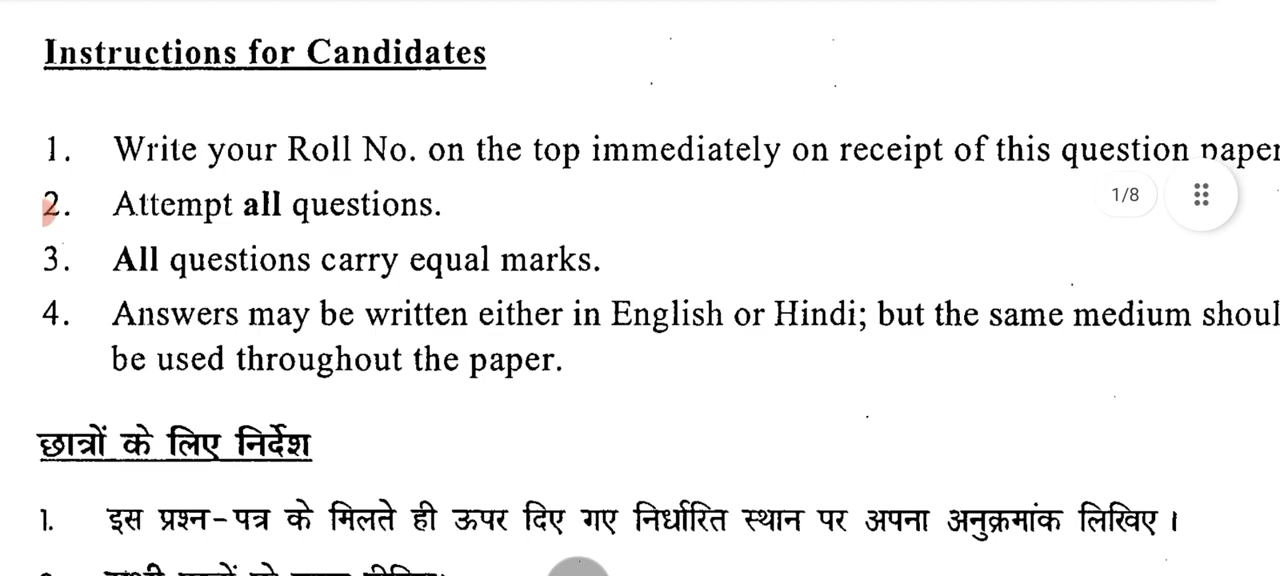 Instructions for Candidates
1. Write your Roll No. on the top immediately on receipt of this question paper
2. Attempt all questions.
1/8
3. All questions carry equal marks.
4. Answers may be written either in English or Hindi; but the same medium shoul
be used throughout the paper.
छात्रों के लिए निर्देश
1. इस प्रश्न-पत्र के मिलते ही ऊपर दिए गए निर्धारित स्थान पर अपना अनुक्रमांक लिखिए ।